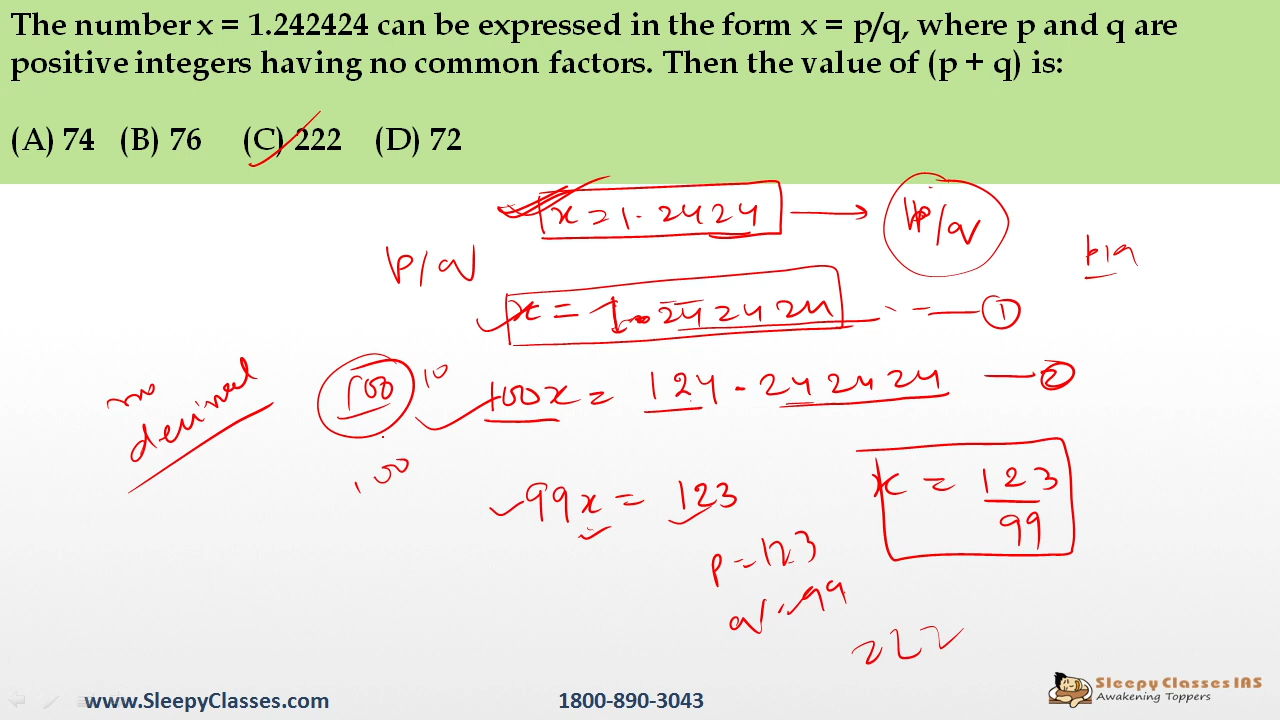 The number x = 1.242424 can be expressed in the form x = p/q, where p and q are
positive integers having no common factors. Then the value of (p + q) is:
(A) 74 (B) 76 (C) 222 (D) 72
x = 1.2424 → p/q
p/q
p/q
x = 1.242424 -- — ①
no
decimal
100
10
100x = 124.242424 — ②
100
99x = 123
x = 123/99
p = 123
q = 99
222
www.SleepyClasses.com
1800-890-3043
Sleepy Classes IAS
Awakening Toppers